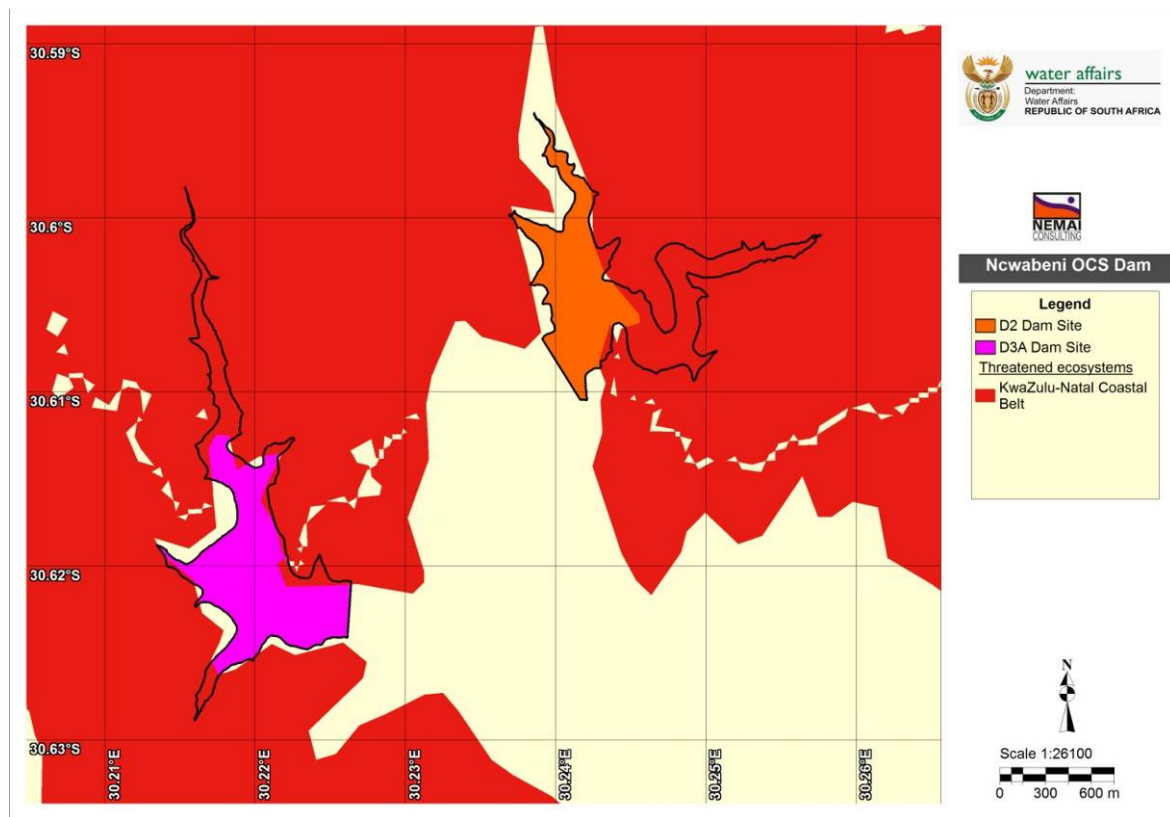 30.59°S
30.6°S
30.61°S
30.62°S
30.63°S
30.21°E
30.22°E
30.23°E
30.24°E
30.25°E
30.26°E
water affairs
Department:
Water Affairs
REPUBLIC OF SOUTH AFRICA
NEMAI
CONSULTING
Ncwabeni OCS Dam
Legend
D2 Dam Site
D3A Dam Site
Threatened ecosystems
KwaZulu-Natal Coastal
Belt
N
Scale 1:26100
0 300 600 m